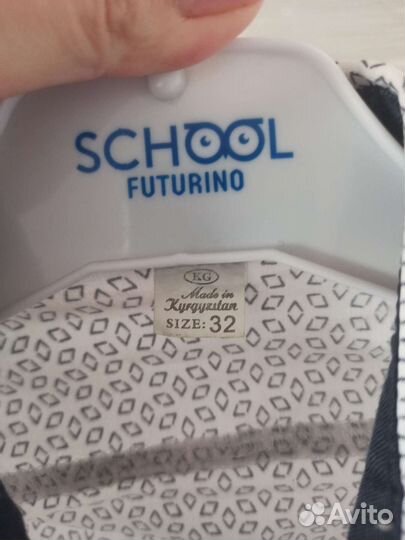 SCHOOL
FUTURINO
KG
Made in
Kyrgyzstan
SIZE: 32
Avito